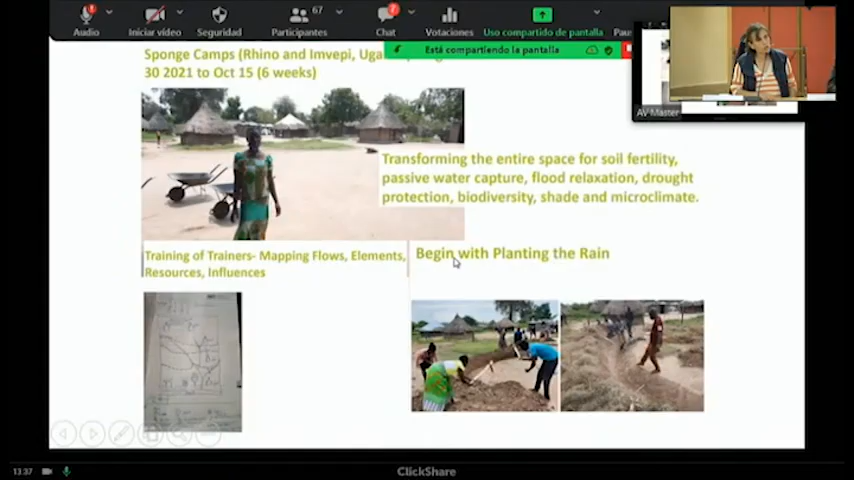 67
7
Audio
Iniciar vídeo
Seguridad
Participantes
Chat
Votaciones
Uso compartido de pantalla
Está compartiendo la pantalla
AV Master
Sponge Camps (Rhino and Imvepi,
30 2021 to Oct 15 (6 weeks)
Transforming the entire space for soil fertility,
passive water capture, flood relaxation, drought
protection, biodiversity, shade and microclimate.
Training of Trainers- Mapping Flows, Elements,
Resources, Influences
Begin with Planting the Rain
13:37
ClickShare